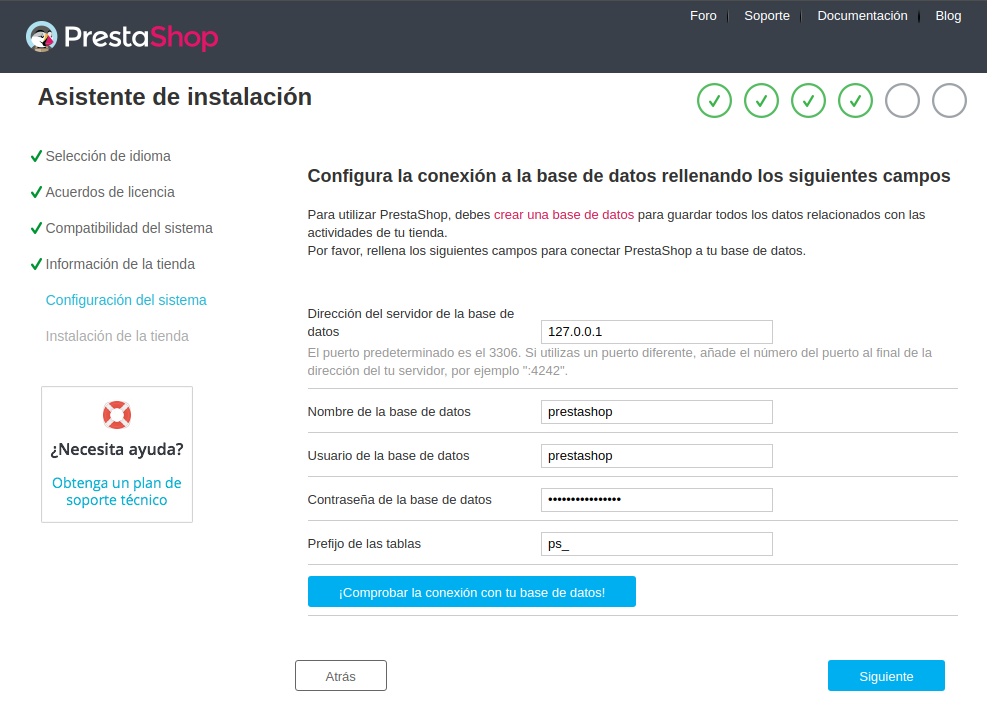 Foro
Soporte
Documentación
Blog
PrestaShop
Asistente de instalación
Selección de idioma
Acuerdos de licencia
Compatibilidad del sistema
Información de la tienda
Configuración del sistema
Instalación de la tienda
¿Necesita ayuda?
Obtenga un plan de
soporte técnico
Configura la conexión a la base de datos rellenando los siguientes campos
Para utilizar PrestaShop, debes crear una base de datos para guardar todos los datos relacionados con las
actividades de tu tienda.
Por favor, rellena los siguientes campos para conectar PrestaShop a tu base de datos.
Dirección del servidor de la base de
datos
127.0.0.1
El puerto predeterminado es el 3306. Si utilizas un puerto diferente, añade el número del puerto al final de la
dirección del tu servidor, por ejemplo ":4242".
Nombre de la base de datos
prestashop
Usuario de la base de datos
prestashop
Contraseña de la base de datos
••••••••••••••••
Prefijo de las tablas
ps_
¡Comprobar la conexión con tu base de datos!
Atrás
Siguiente